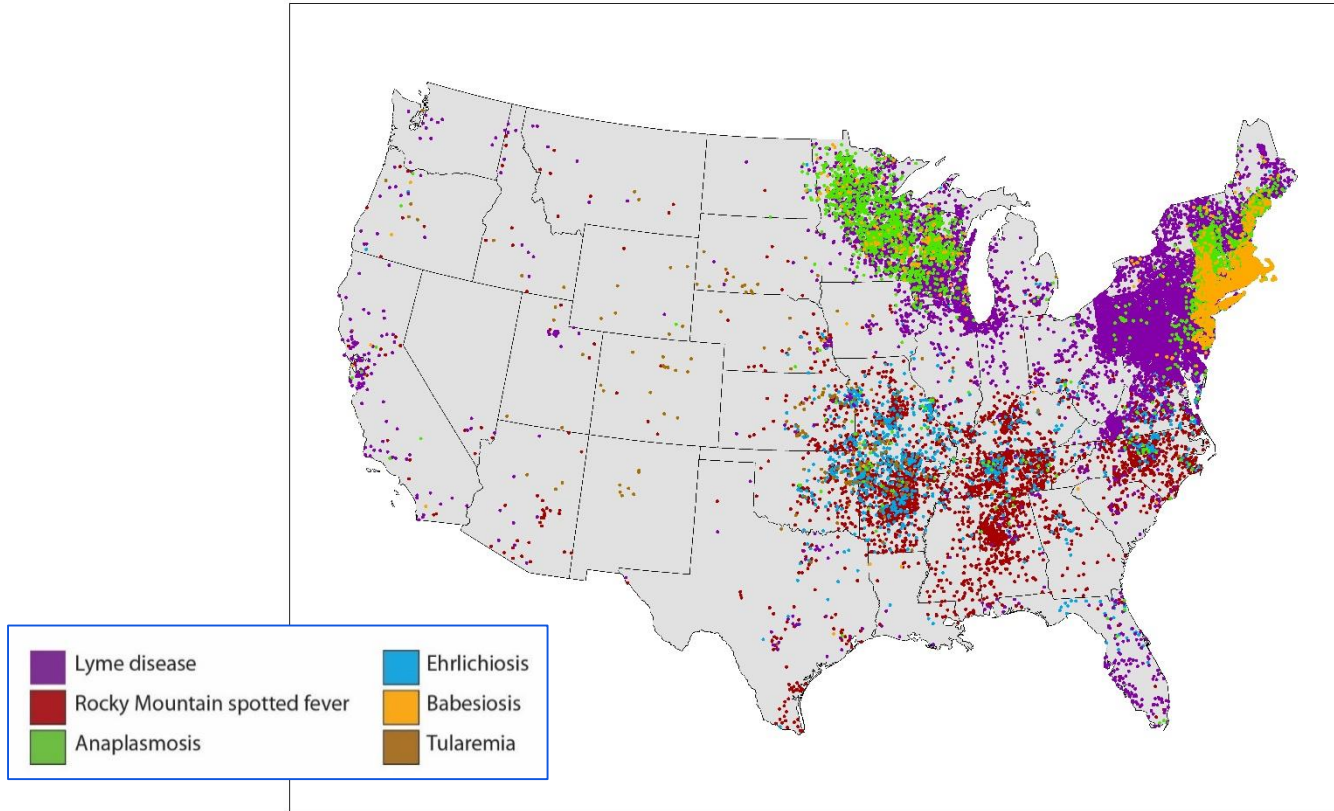 Lyme disease
Rocky Mountain spotted fever
Anaplasmosis
Ehrlichiosis
Babesiosis
Tularemia